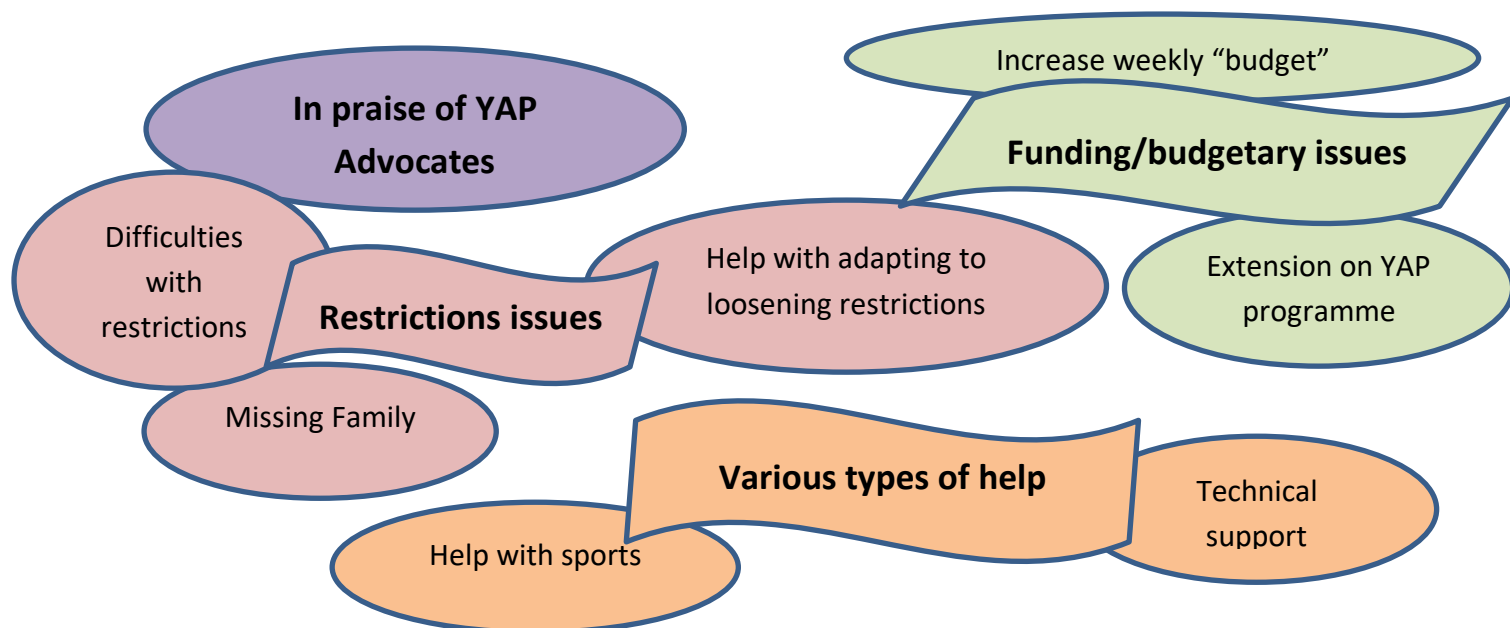 In praise of YAP
Advocates
Increase weekly “budget”
Funding/budgetary issues
Extension on YAP
programme
Difficulties
with
restrictions
Restrictions issues
Help with adapting to
loosening restrictions
Missing Family
Various types of help
Help with sports
Technical
support